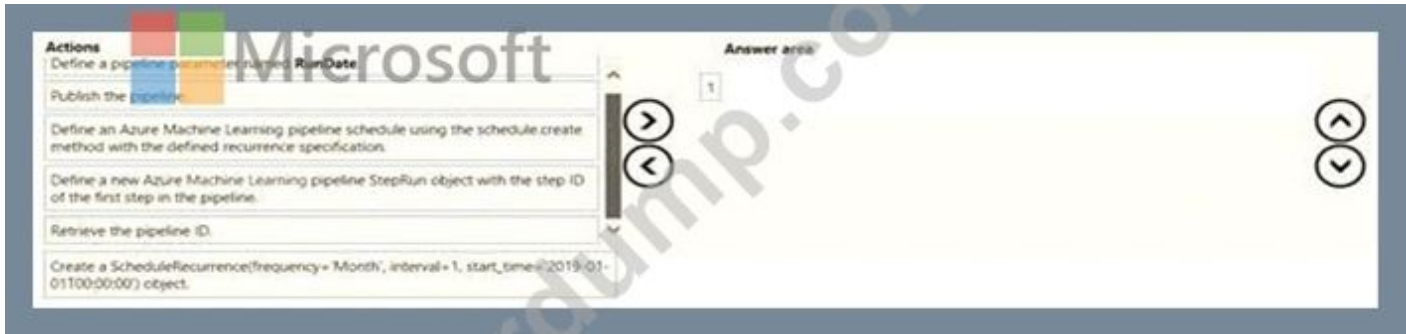 Microsoft
Actions
Define a pipeline parameter named RunDate
Publish the pipeline.
Define an Azure Machine Learning pipeline schedule using the schedule.create
method with the defined recurrence specification.
Define a new Azure Machine Learning pipeline StepRun object with the step ID
of the first step in the pipeline.
Retrieve the pipeline ID.
Create a ScheduleRecurrence(frequency='Month', interval=1, start_time='2019-01-
01T00:00:00') object.
Answer area
1
rdump.co